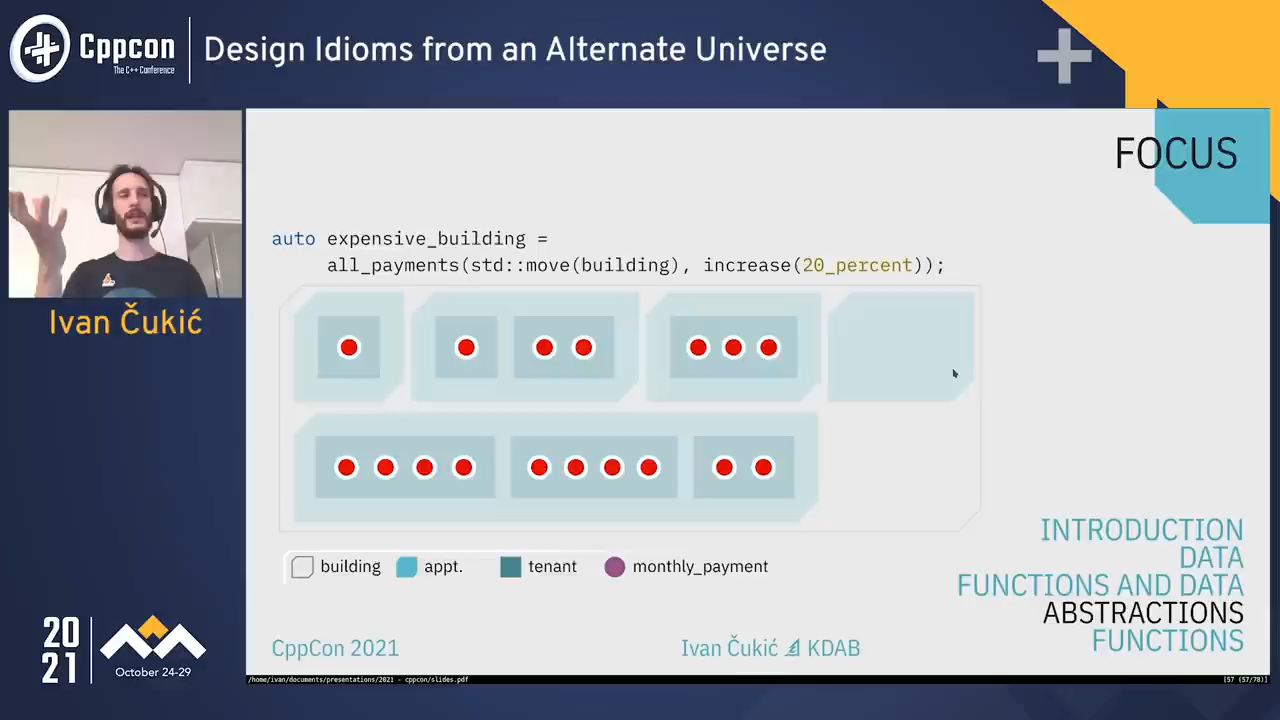 Cppcon
The C++ Conference
Design Idioms from an Alternate Universe
FOCUS
auto expensive_building =
all_payments(std::move(building), increase(20_percent));
Ivan Čukić
building
appt.
tenant
monthly_payment
INTRODUCTION
DATA
FUNCTIONS AND DATA
ABSTRACTIONS
FUNCTIONS
20
21
October 24-29
CppCon 2021
Ivan Čukić
KDAB
/home/ivan/documents/presentations/2021 - cppcon/slides.pdf
[57 (57/78)]